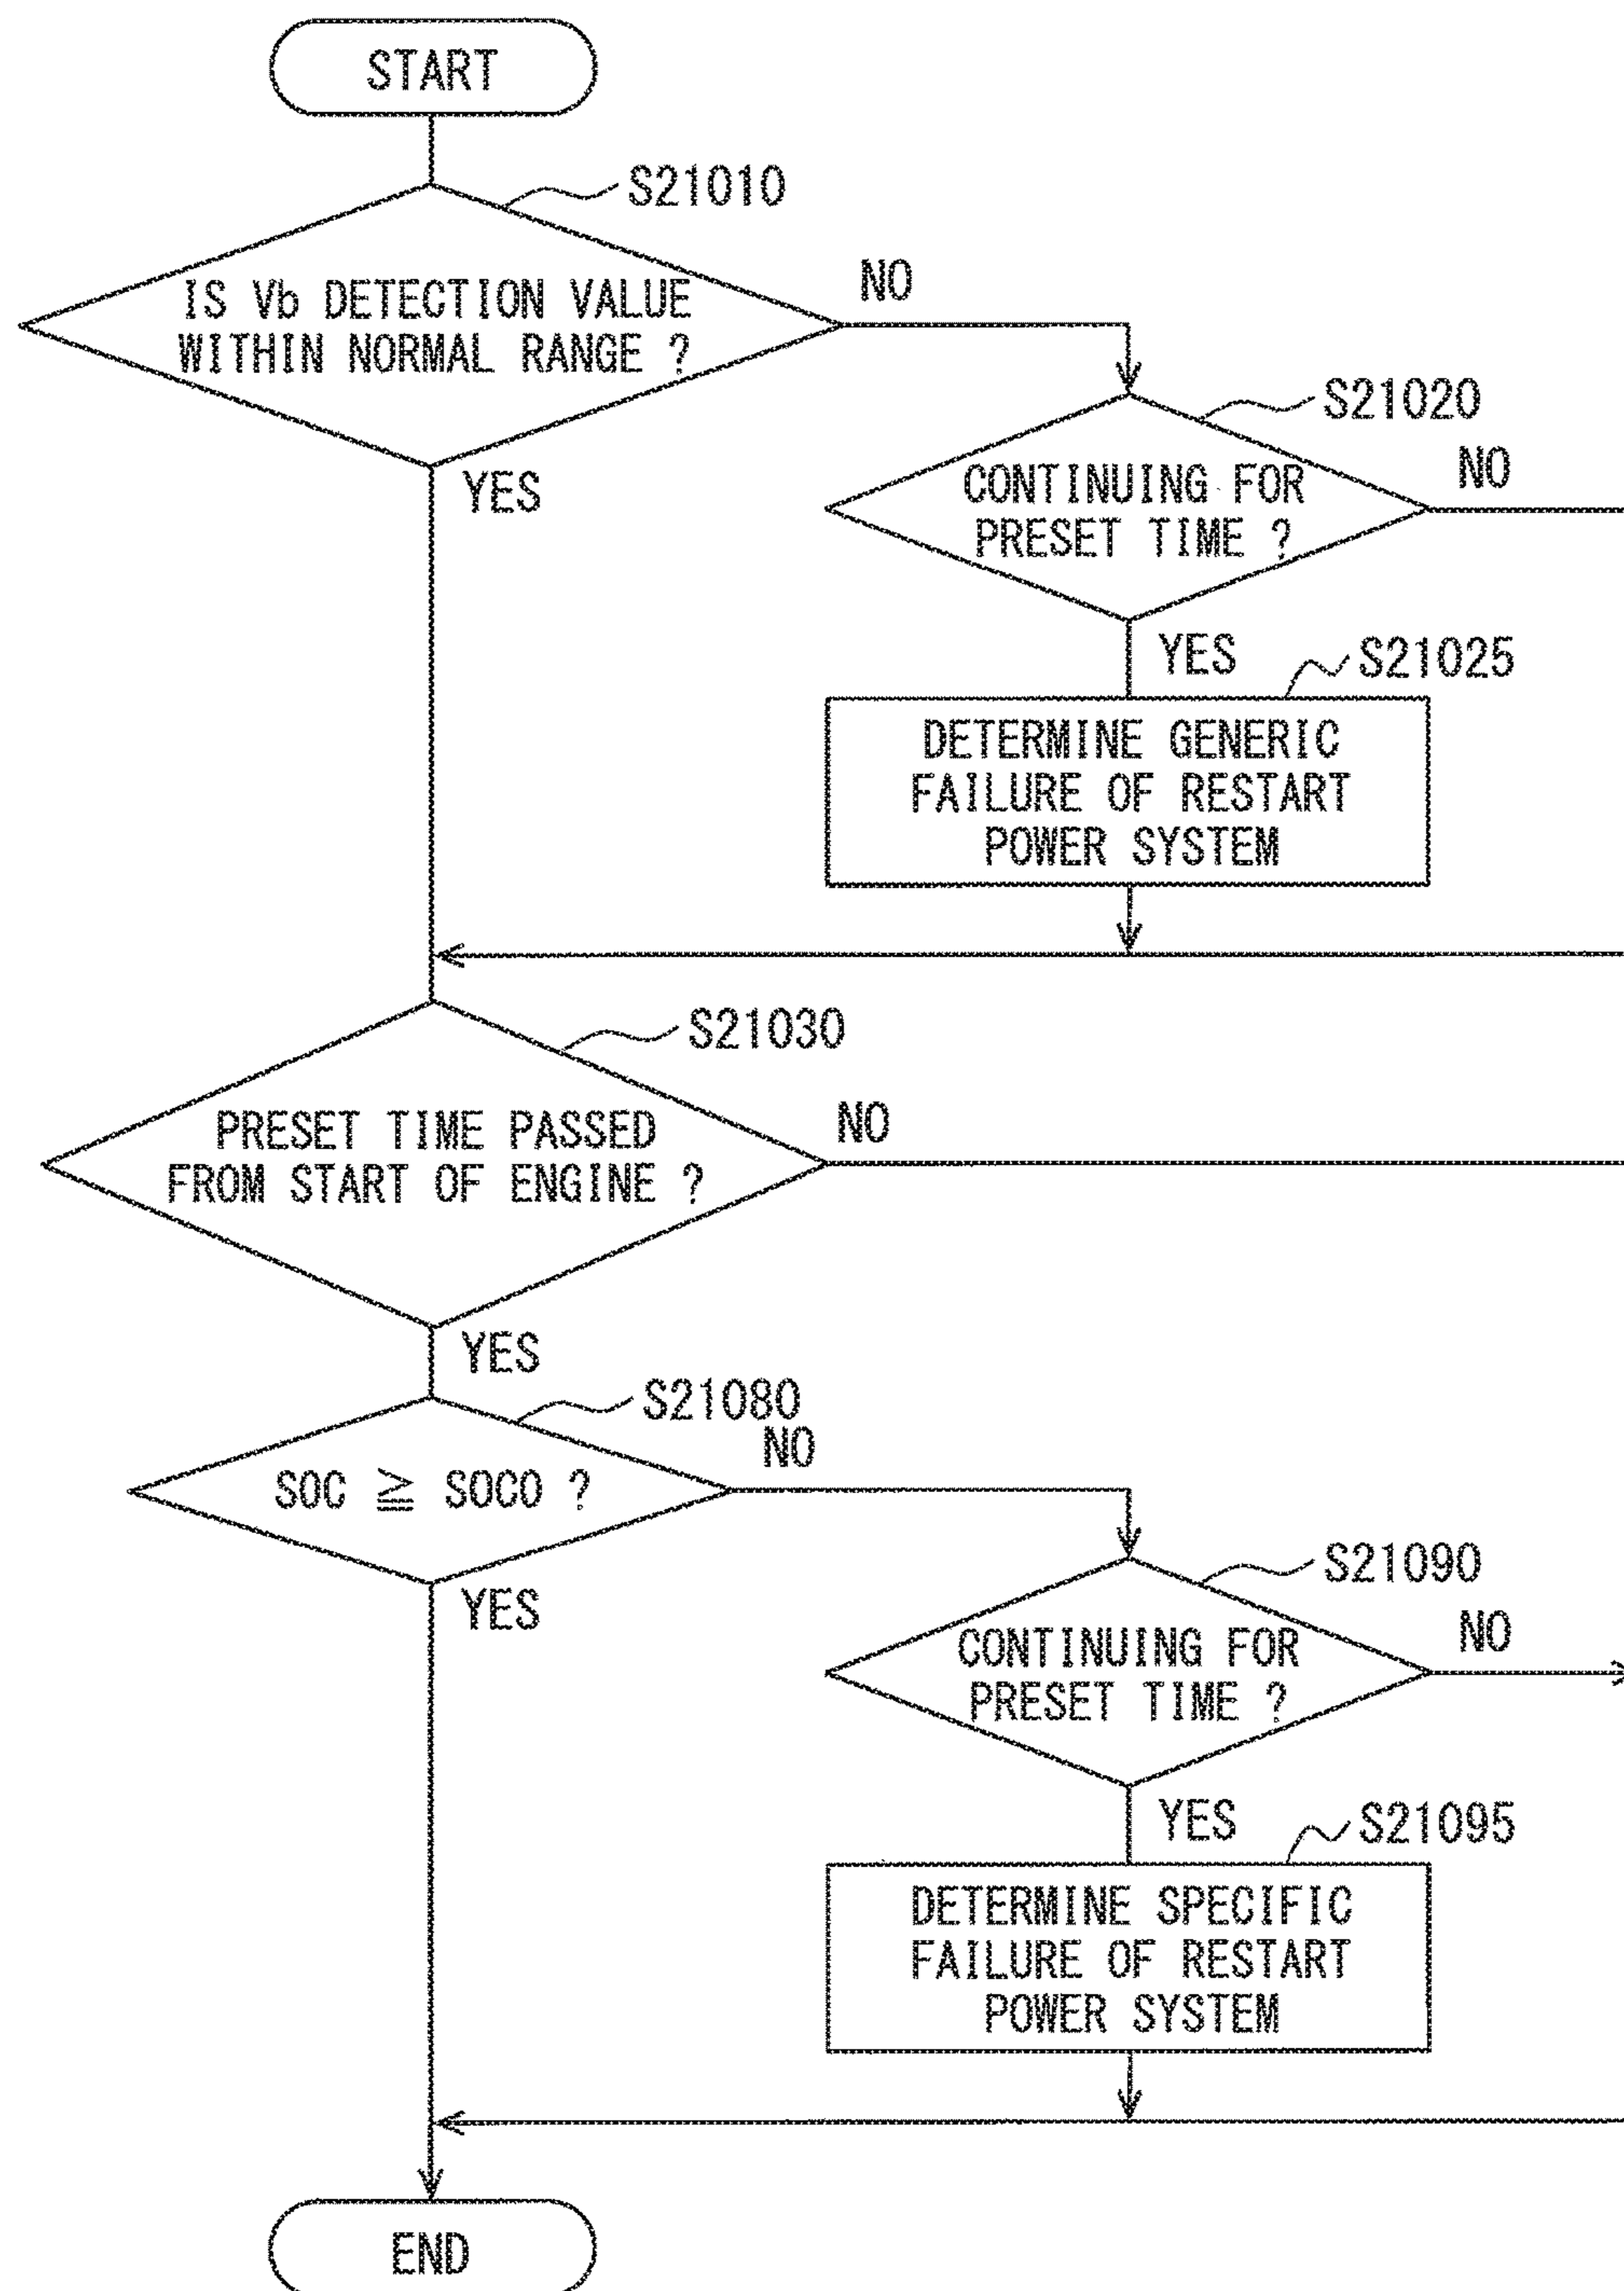 START
S21010
IS Vb DETECTION VALUE
WITHIN NORMAL RANGE ?
NO
YES
S21020
CONTINUING FOR
PRESET TIME ?
NO
YES
S21025
DETERMINE GENERIC
FAILURE OF RESTART
POWER SYSTEM
S21030
PRESET TIME PASSED
FROM START OF ENGINE ?
NO
YES
S21080
SOC ≧ SOC0 ?
NO
YES
S21090
CONTINUING FOR
PRESET TIME ?
NO
YES
S21095
DETERMINE SPECIFIC
FAILURE OF RESTART
POWER SYSTEM
END